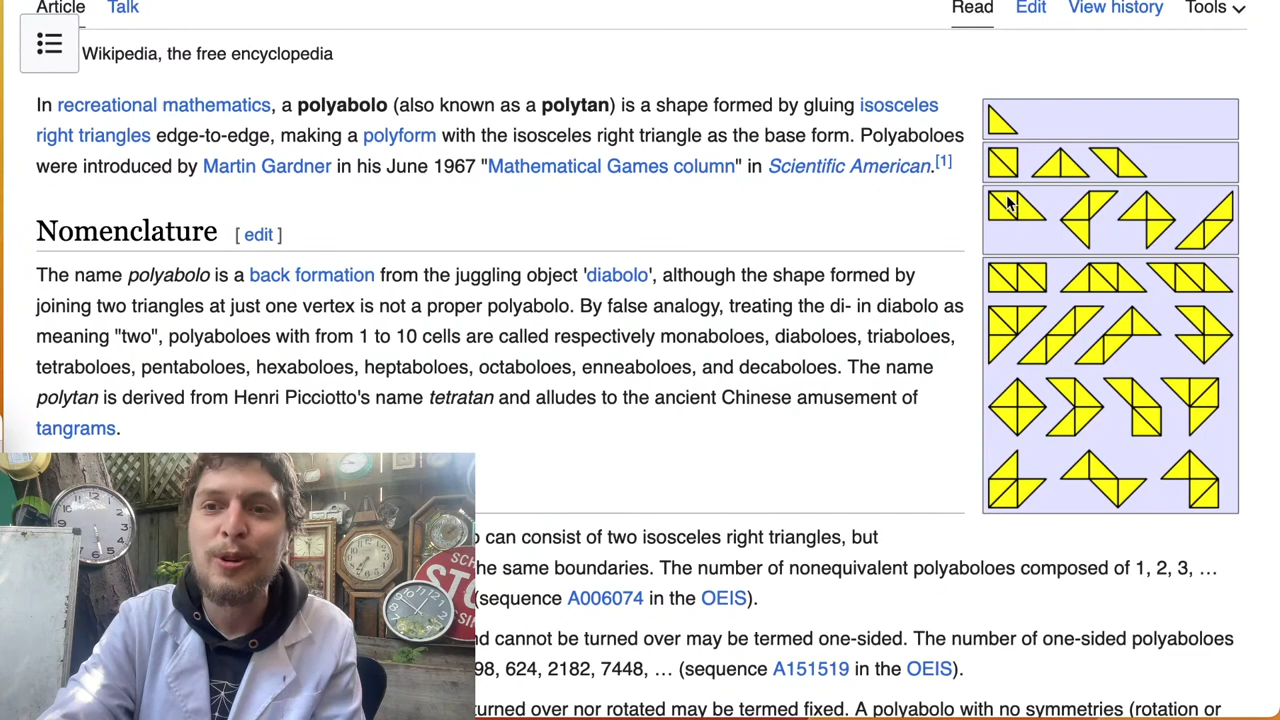 Article Talk Read Edit View history Tools
Wikipedia, the free encyclopedia
In recreational mathematics, a polyabolo (also known as a polytan) is a shape formed by gluing isosceles
right triangles edge-to-edge, making a polyform with the isosceles right triangle as the base form. Polyaboloes
were introduced by Martin Gardner in his June 1967 "Mathematical Games column" in Scientific American.[1]
Nomenclature [ edit ]
The name polyabolo is a back formation from the juggling object 'diabolo', although the shape formed by
joining two triangles at just one vertex is not a proper polyabolo. By false analogy, treating the di- in diabolo as
meaning "two", polyaboloes with from 1 to 10 cells are called respectively monaboloes, diaboloes, triaboloes,
tetraboloes, pentaboloes, hexaboloes, heptaboloes, octaboloes, enneaboloes, and decaboloes. The name
polytan is derived from Henri Picciotto's name tetratan and alludes to the ancient Chinese amusement of
tangrams.
can consist of two isosceles right triangles, but
he same boundaries. The number of nonequivalent polyaboloes composed of 1, 2, 3, …
(sequence A006074 in the OEIS).
d cannot be turned over may be termed one-sided. The number of one-sided polyaboloes
98, 624, 2182, 7448, … (sequence A151519 in the OEIS).
turned over nor rotated may be termed fixed. A polyabolo with no symmetries (rotation or
STOP